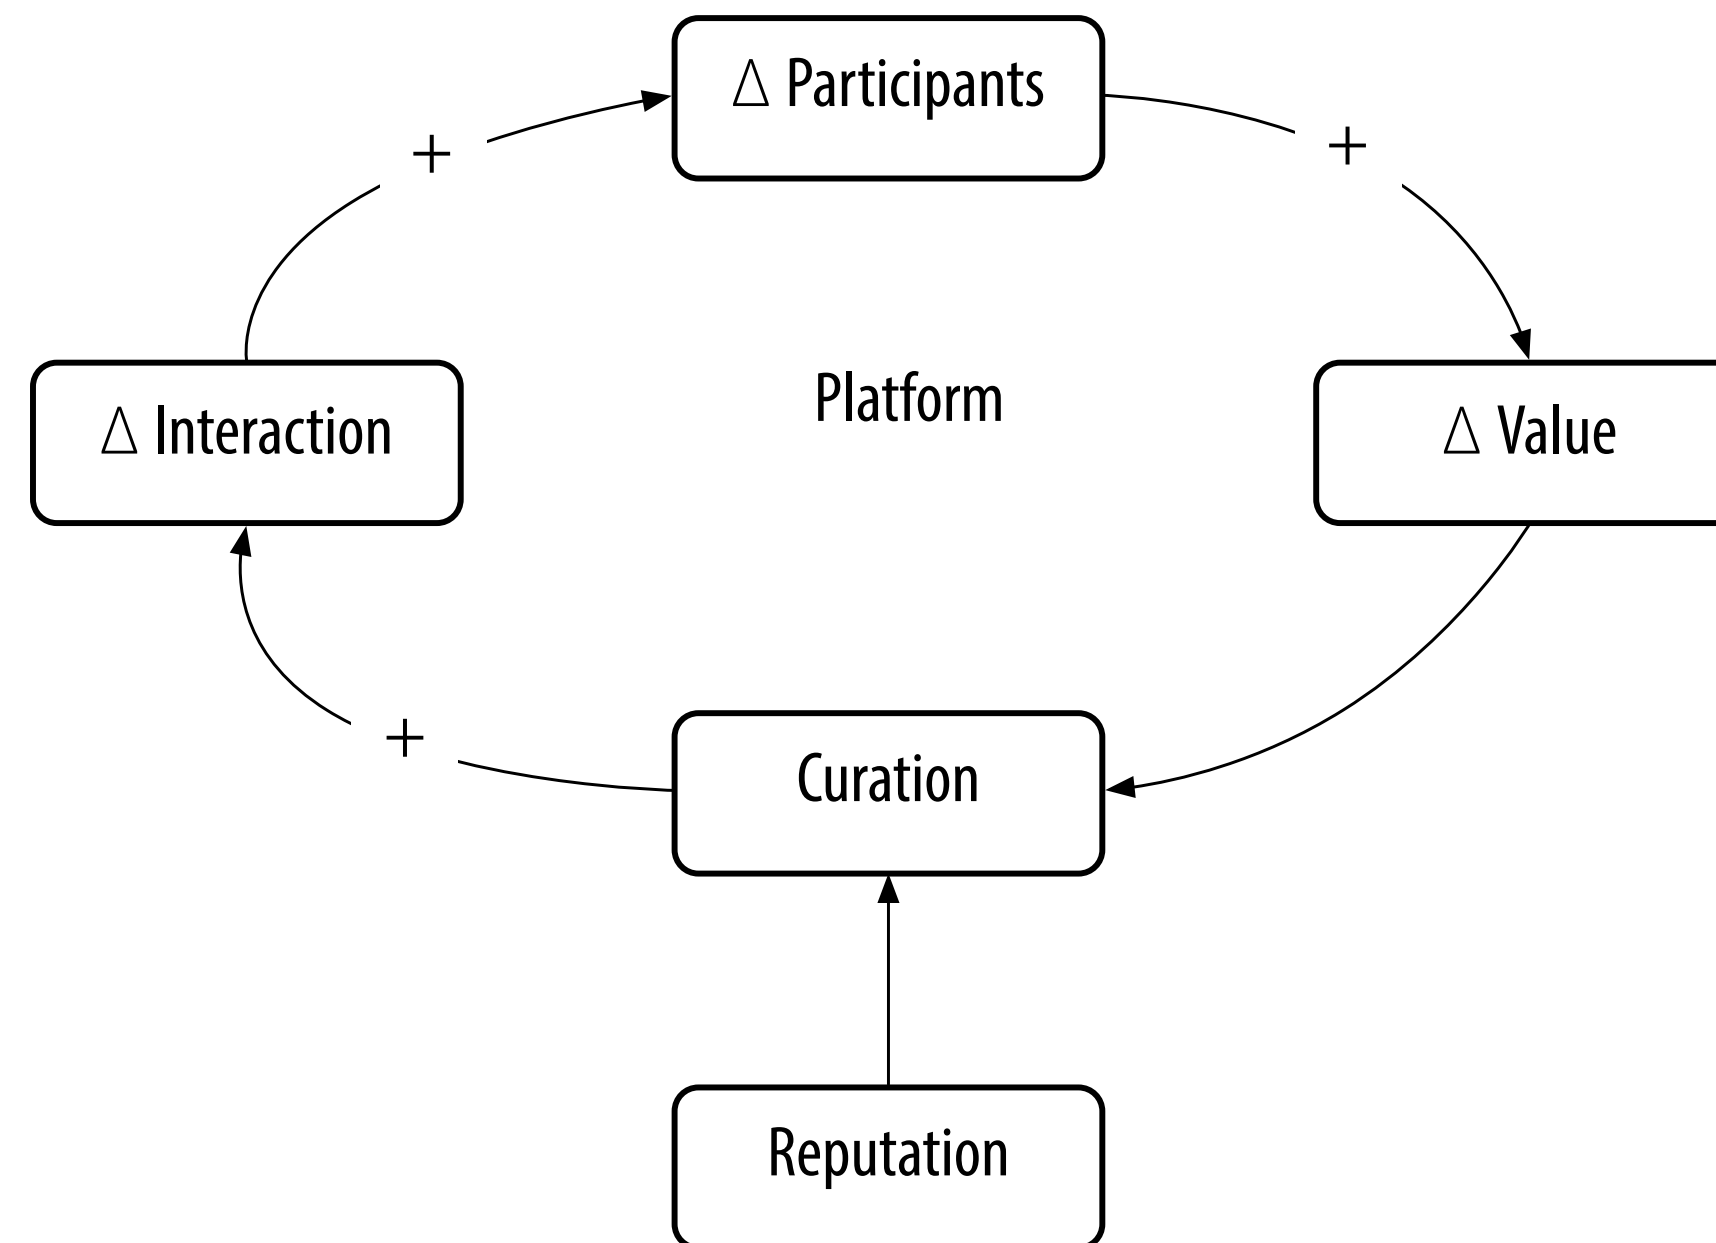 Δ Participants
+
+
Platform
Δ Interaction
Δ Value
+
Curation
Reputation